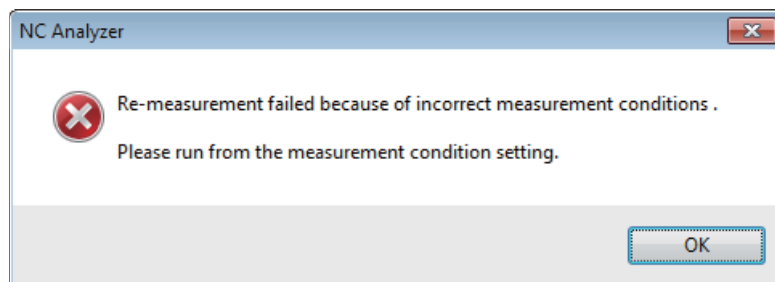 NC Analyzer
Re-measurement failed because of incorrect measurement conditions .
Please run from the measurement condition setting.
OK